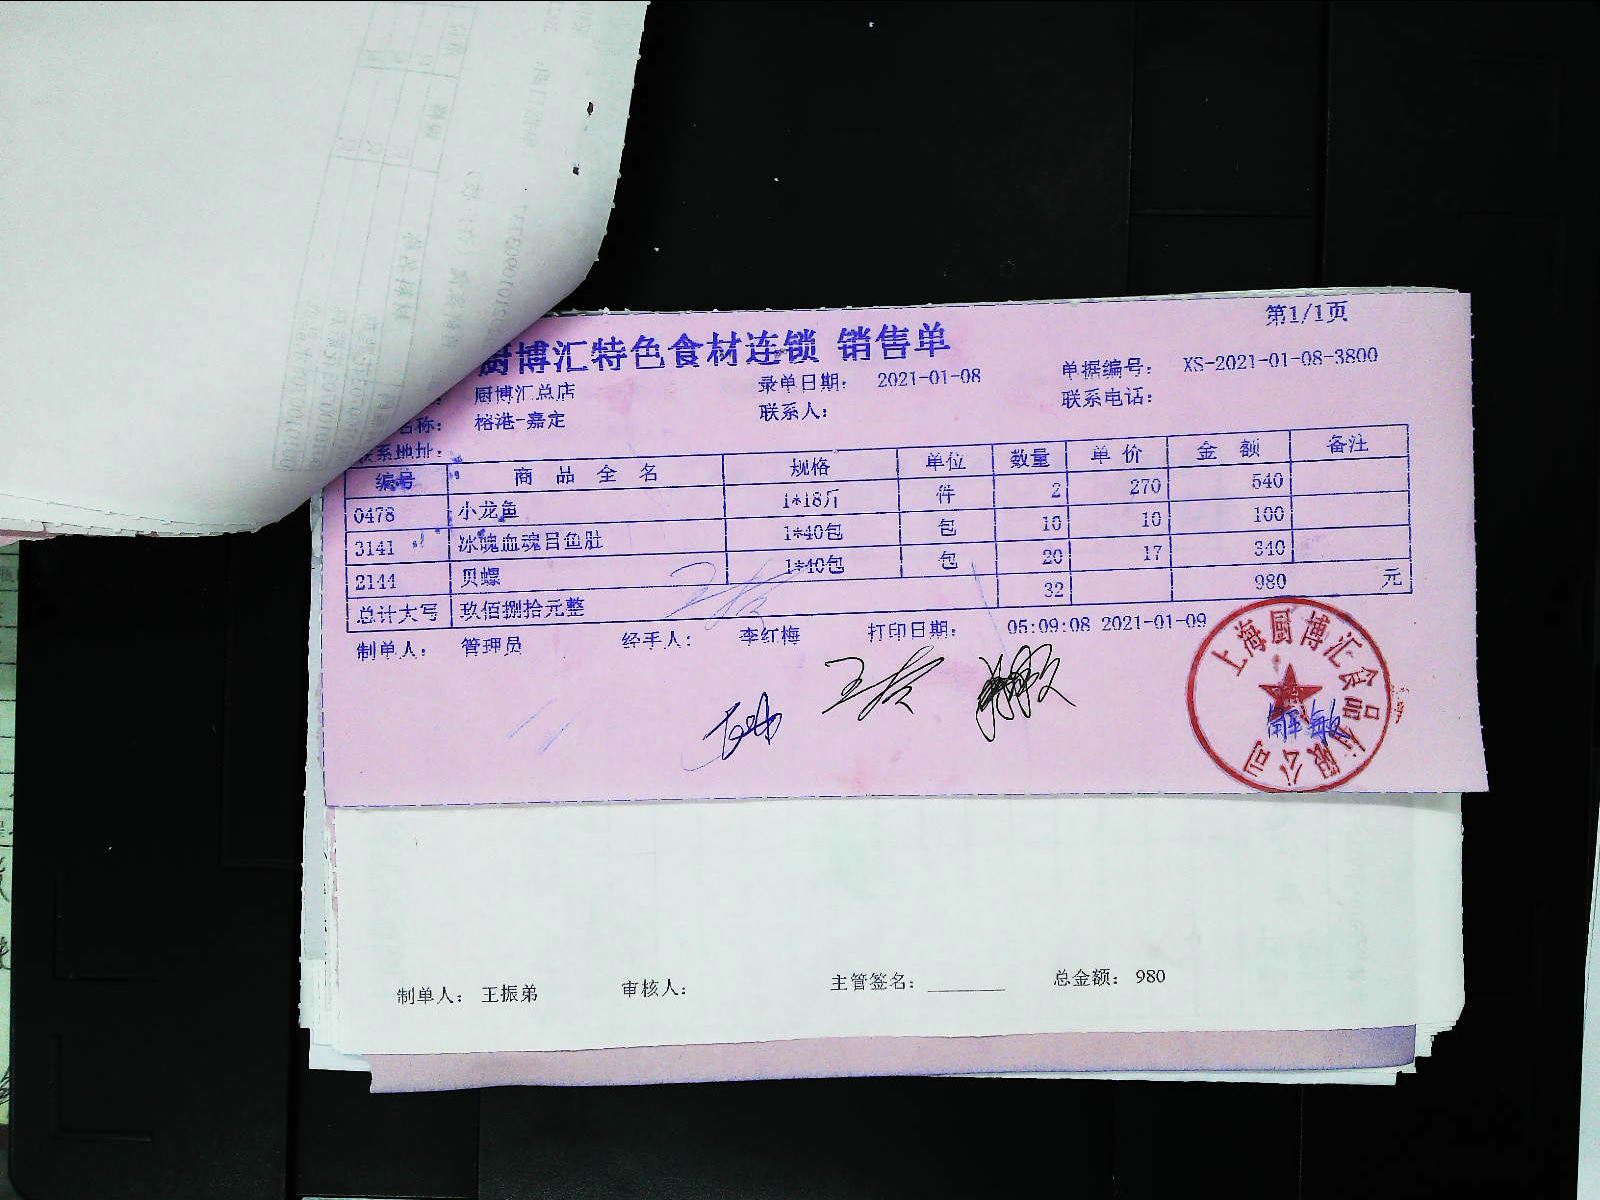 第1/1页
厨博汇特色食材连锁 销售单
厨博汇总店 录单日期: 2021-01-08 单据编号: XS-2021-01-08-3800
名称: 榕港-嘉定 联系人: 联系电话:
联系地址:
编号 商品全名 规格 单位 数量 单价 金额 备注
0478 小龙鱼 1*18斤 件 2 270 540
3141 冰魄血魂目鱼肚 1*40包 包 10 10 100
2144 贝螺 1*40包 包 20 17 340
总计大写 玖佰捌拾元整 32 980 元
制单人: 管理员 经手人: 李红梅 打印日期: 05:09:08 2021-01-09
上海厨博汇食品有限公司
解敏
制单人: 王振弟 审核人: 主管签名: ________ 总金额: 980